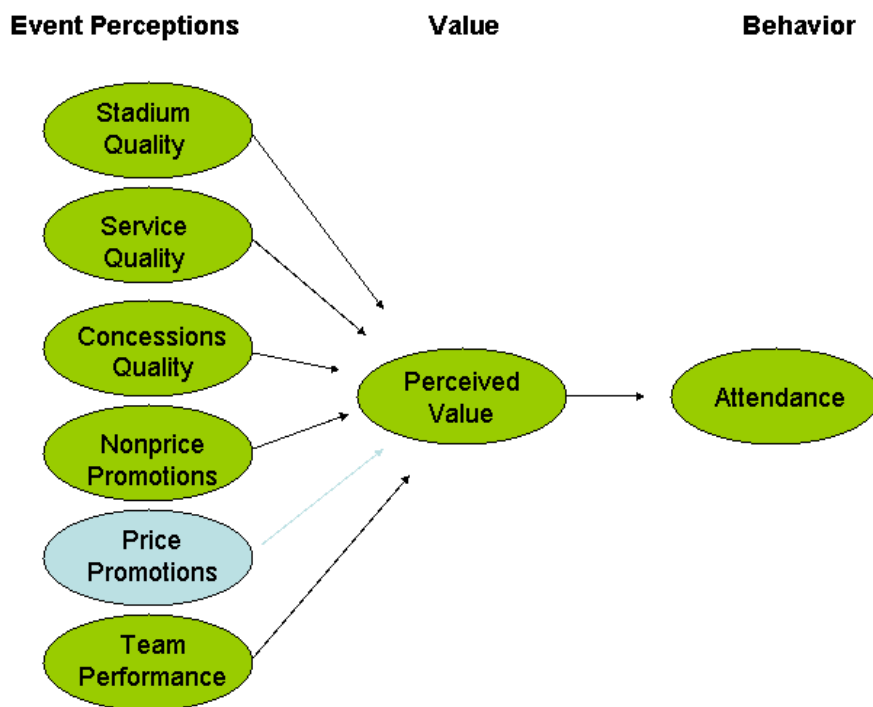 Event Perceptions
Value
Behavior
Stadium
Quality
Service
Quality
Concessions
Quality
Nonprice
Promotions
Price
Promotions
Team
Performance
Perceived
Value
Attendance